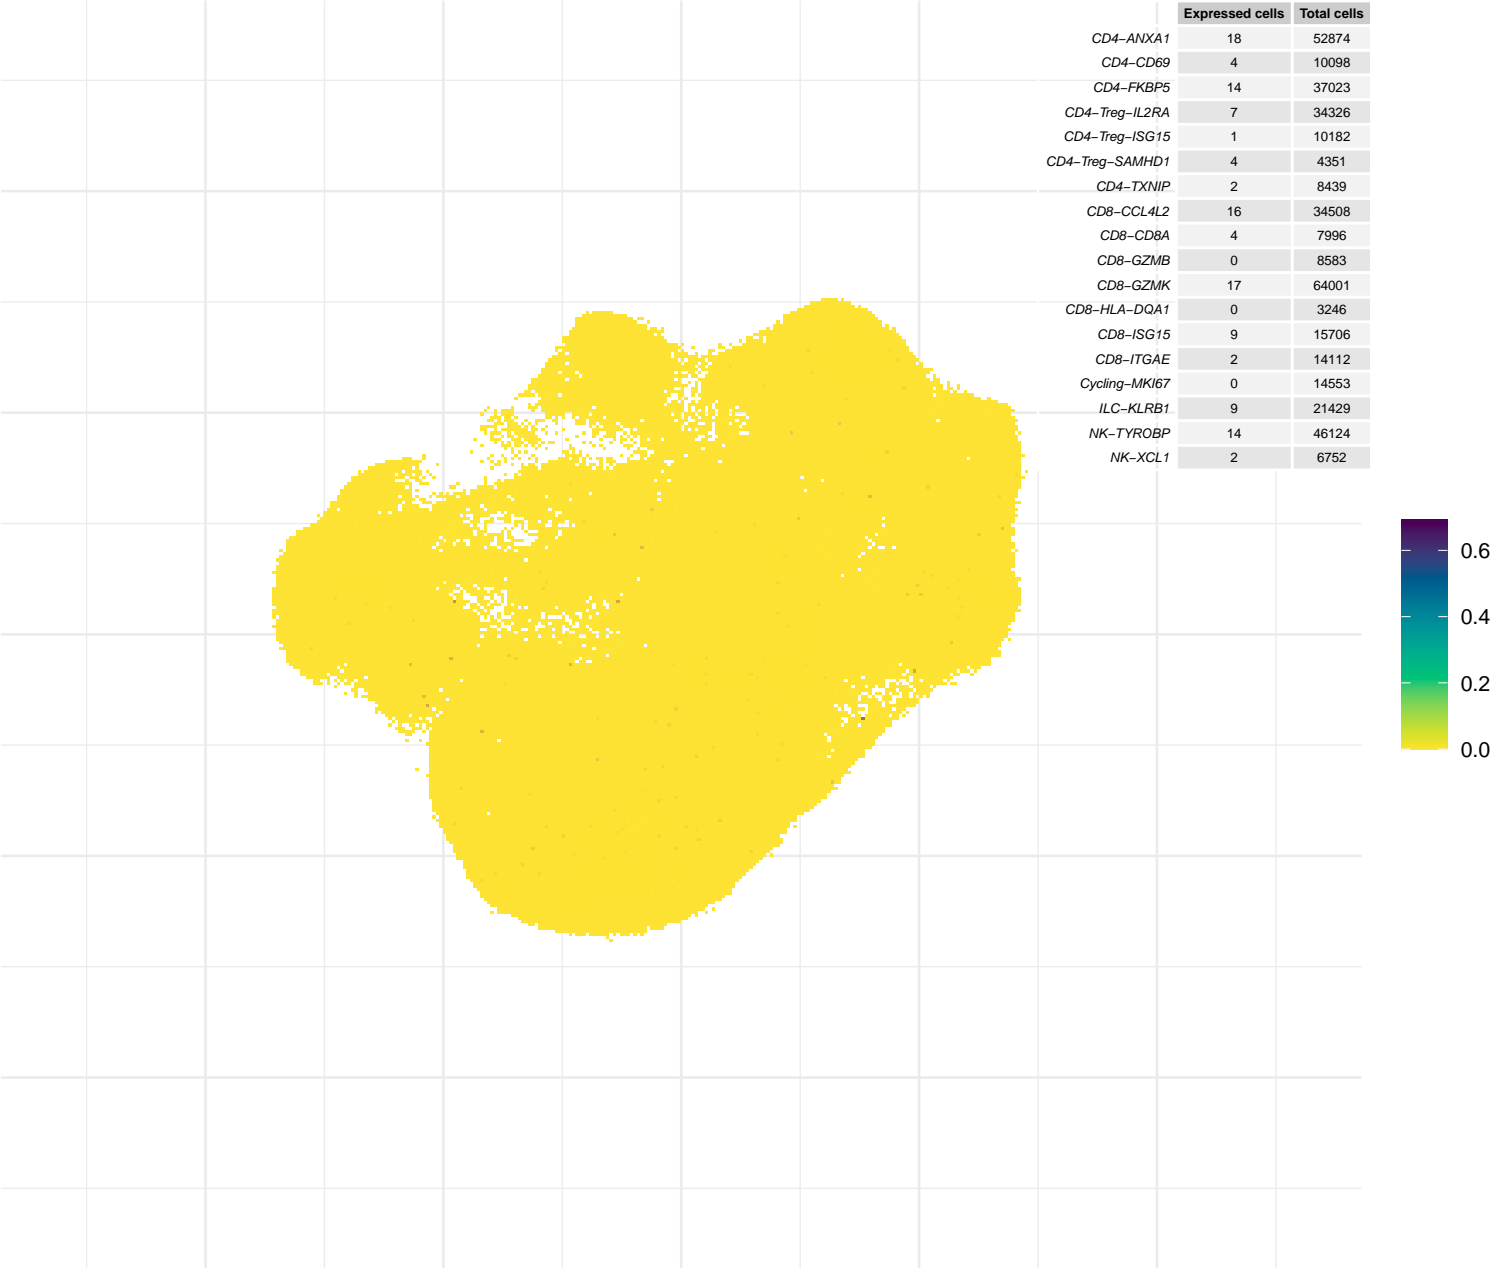 Expressed cells Total cells
CD4−ANXA1 18 52874
CD4−CD69 4 10098
CD4−FKBP5 14 37023
CD4−Treg−IL2RA 7 34326
CD4−Treg−ISG15 1 10182
CD4−Treg−SAMHD1 4 4351
CD4−TXNIP 2 8439
CD8−CCL4L2 16 34508
CD8−CD8A 4 7996
CD8−GZMB 0 8583
CD8−GZMK 17 64001
CD8−HLA−DQA1 0 3246
CD8−ISG15 9 15706
CD8−ITGAE 2 14112
Cycling−MKI67 0 14553
ILC−KLRB1 9 21429
NK−TYROBP 14 46124
NK−XCL1 2 6752
0.6
0.4
0.2
0.0